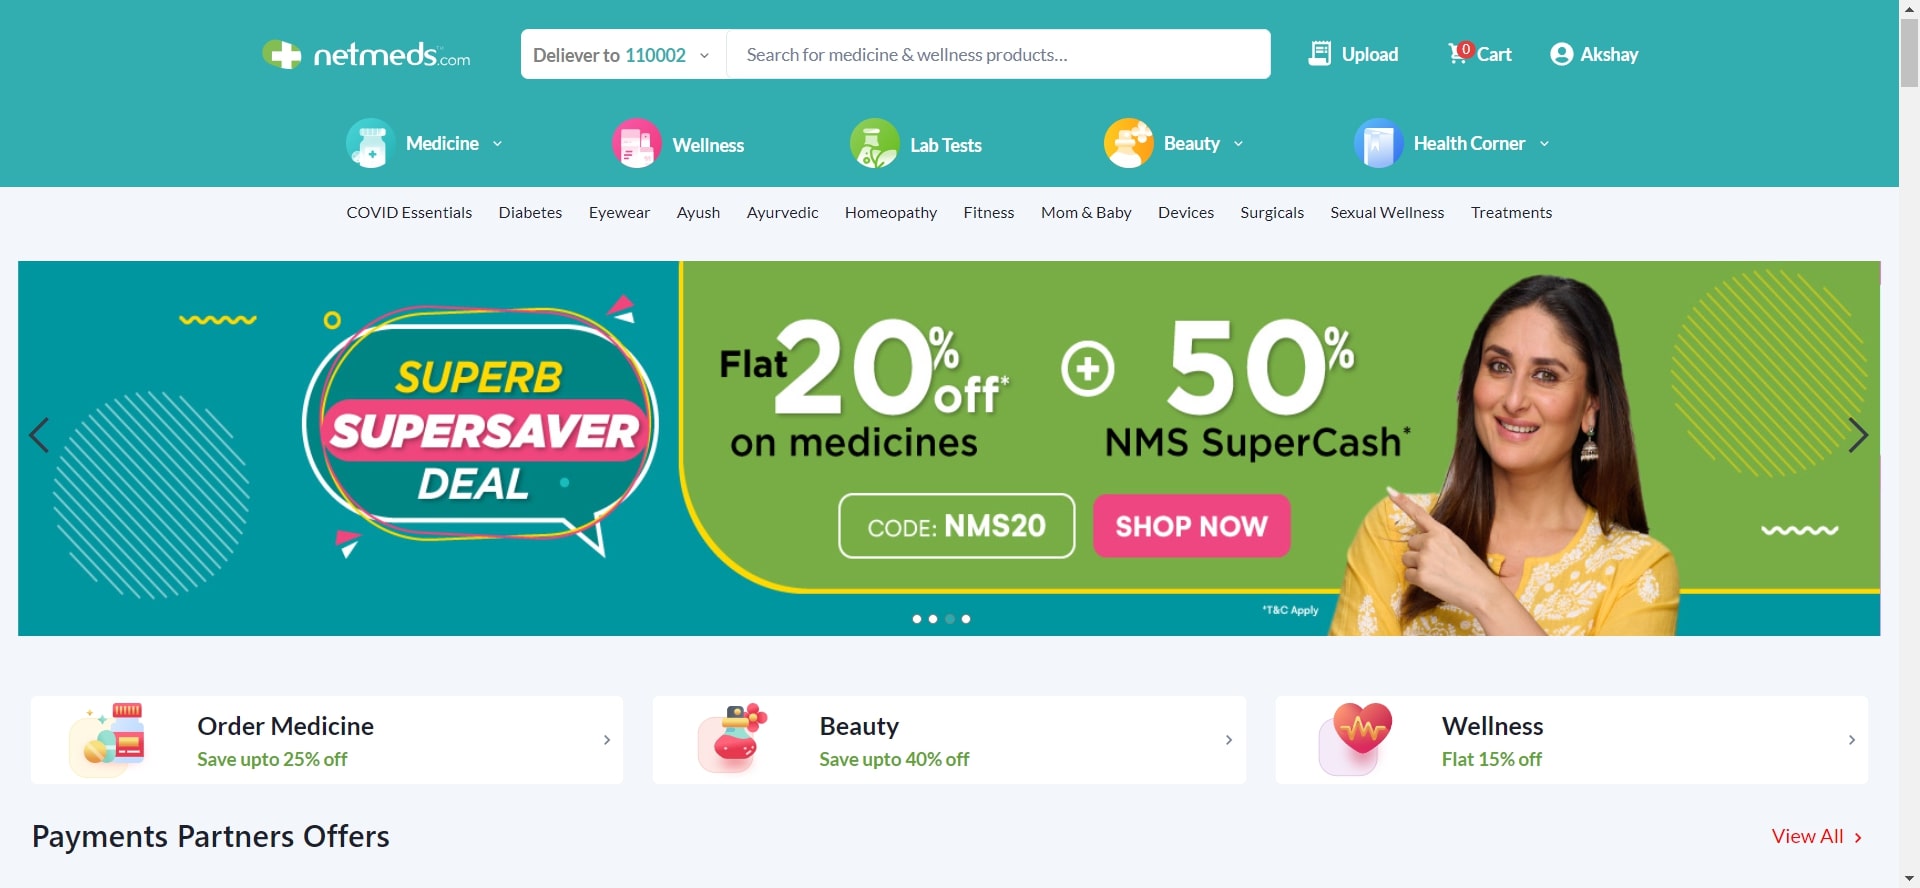 netmeds.com
Deliever to 110002
Search for medicine & wellness products...
Upload
0
Cart
Akshay
Medicine
Wellness
Lab Tests
Beauty
Health Corner
COVID Essentials Diabetes Eyewear Ayush Ayurvedic Homeopathy Fitness Mom & Baby Devices Surgicals Sexual Wellness Treatments
SUPERB
SUPERSAVER
DEAL
Flat 20% off*
on medicines
50%
NMS SuperCash*
CODE: NMS20
SHOP NOW
*T&C Apply
Order Medicine
Save upto 25% off
Beauty
Save upto 40% off
Wellness
Flat 15% off
Payments Partners Offers
View All